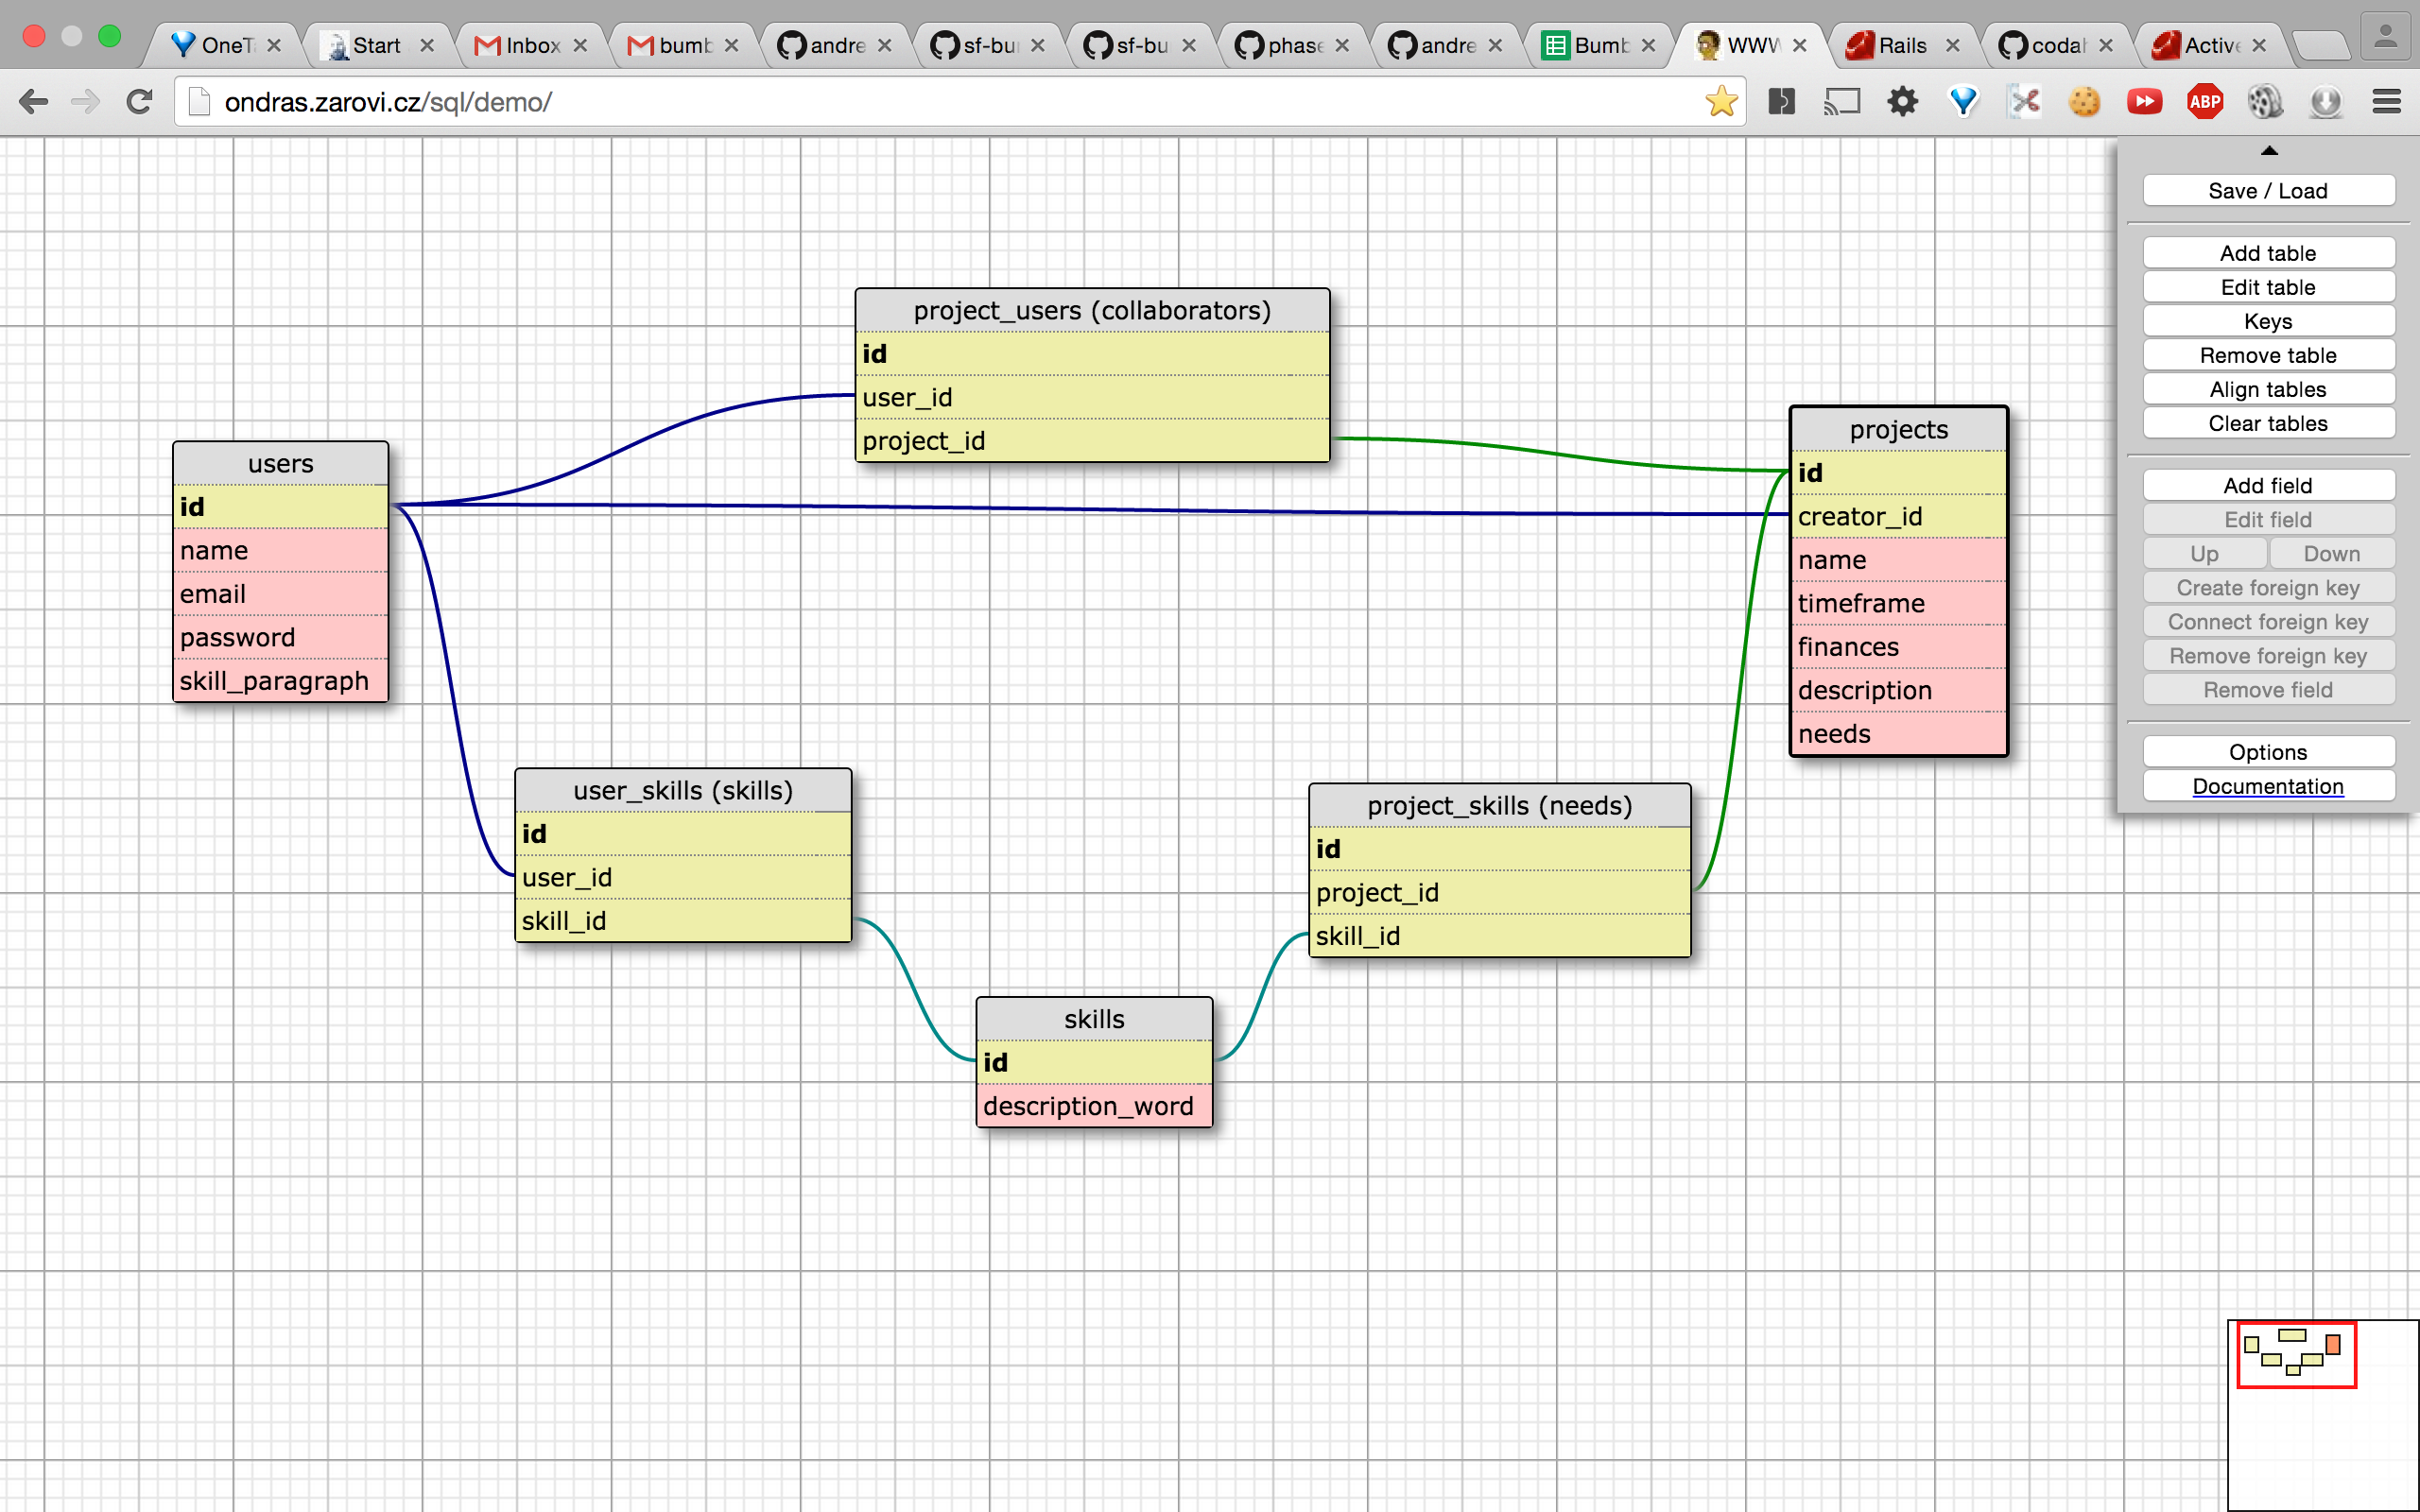 OneT
Start
Inbox
bumb
andre
sf-bu
sf-bu
phase
andre
Bumb
WWW
Rails
codah
Active
ondras.zarovi.cz/sql/demo/
ABP
Save / Load
Add table
Edit table
Keys
Remove table
Align tables
Clear tables
Add field
Edit field
Up Down
Create foreign key
Connect foreign key
Remove foreign key
Remove field
Options
Documentation
project_users (collaborators)
id
user_id
project_id
users
id
name
email
password
skill_paragraph
projects
id
creator_id
name
timeframe
finances
description
needs
user_skills (skills)
id
user_id
skill_id
project_skills (needs)
id
project_id
skill_id
skills
id
description_word